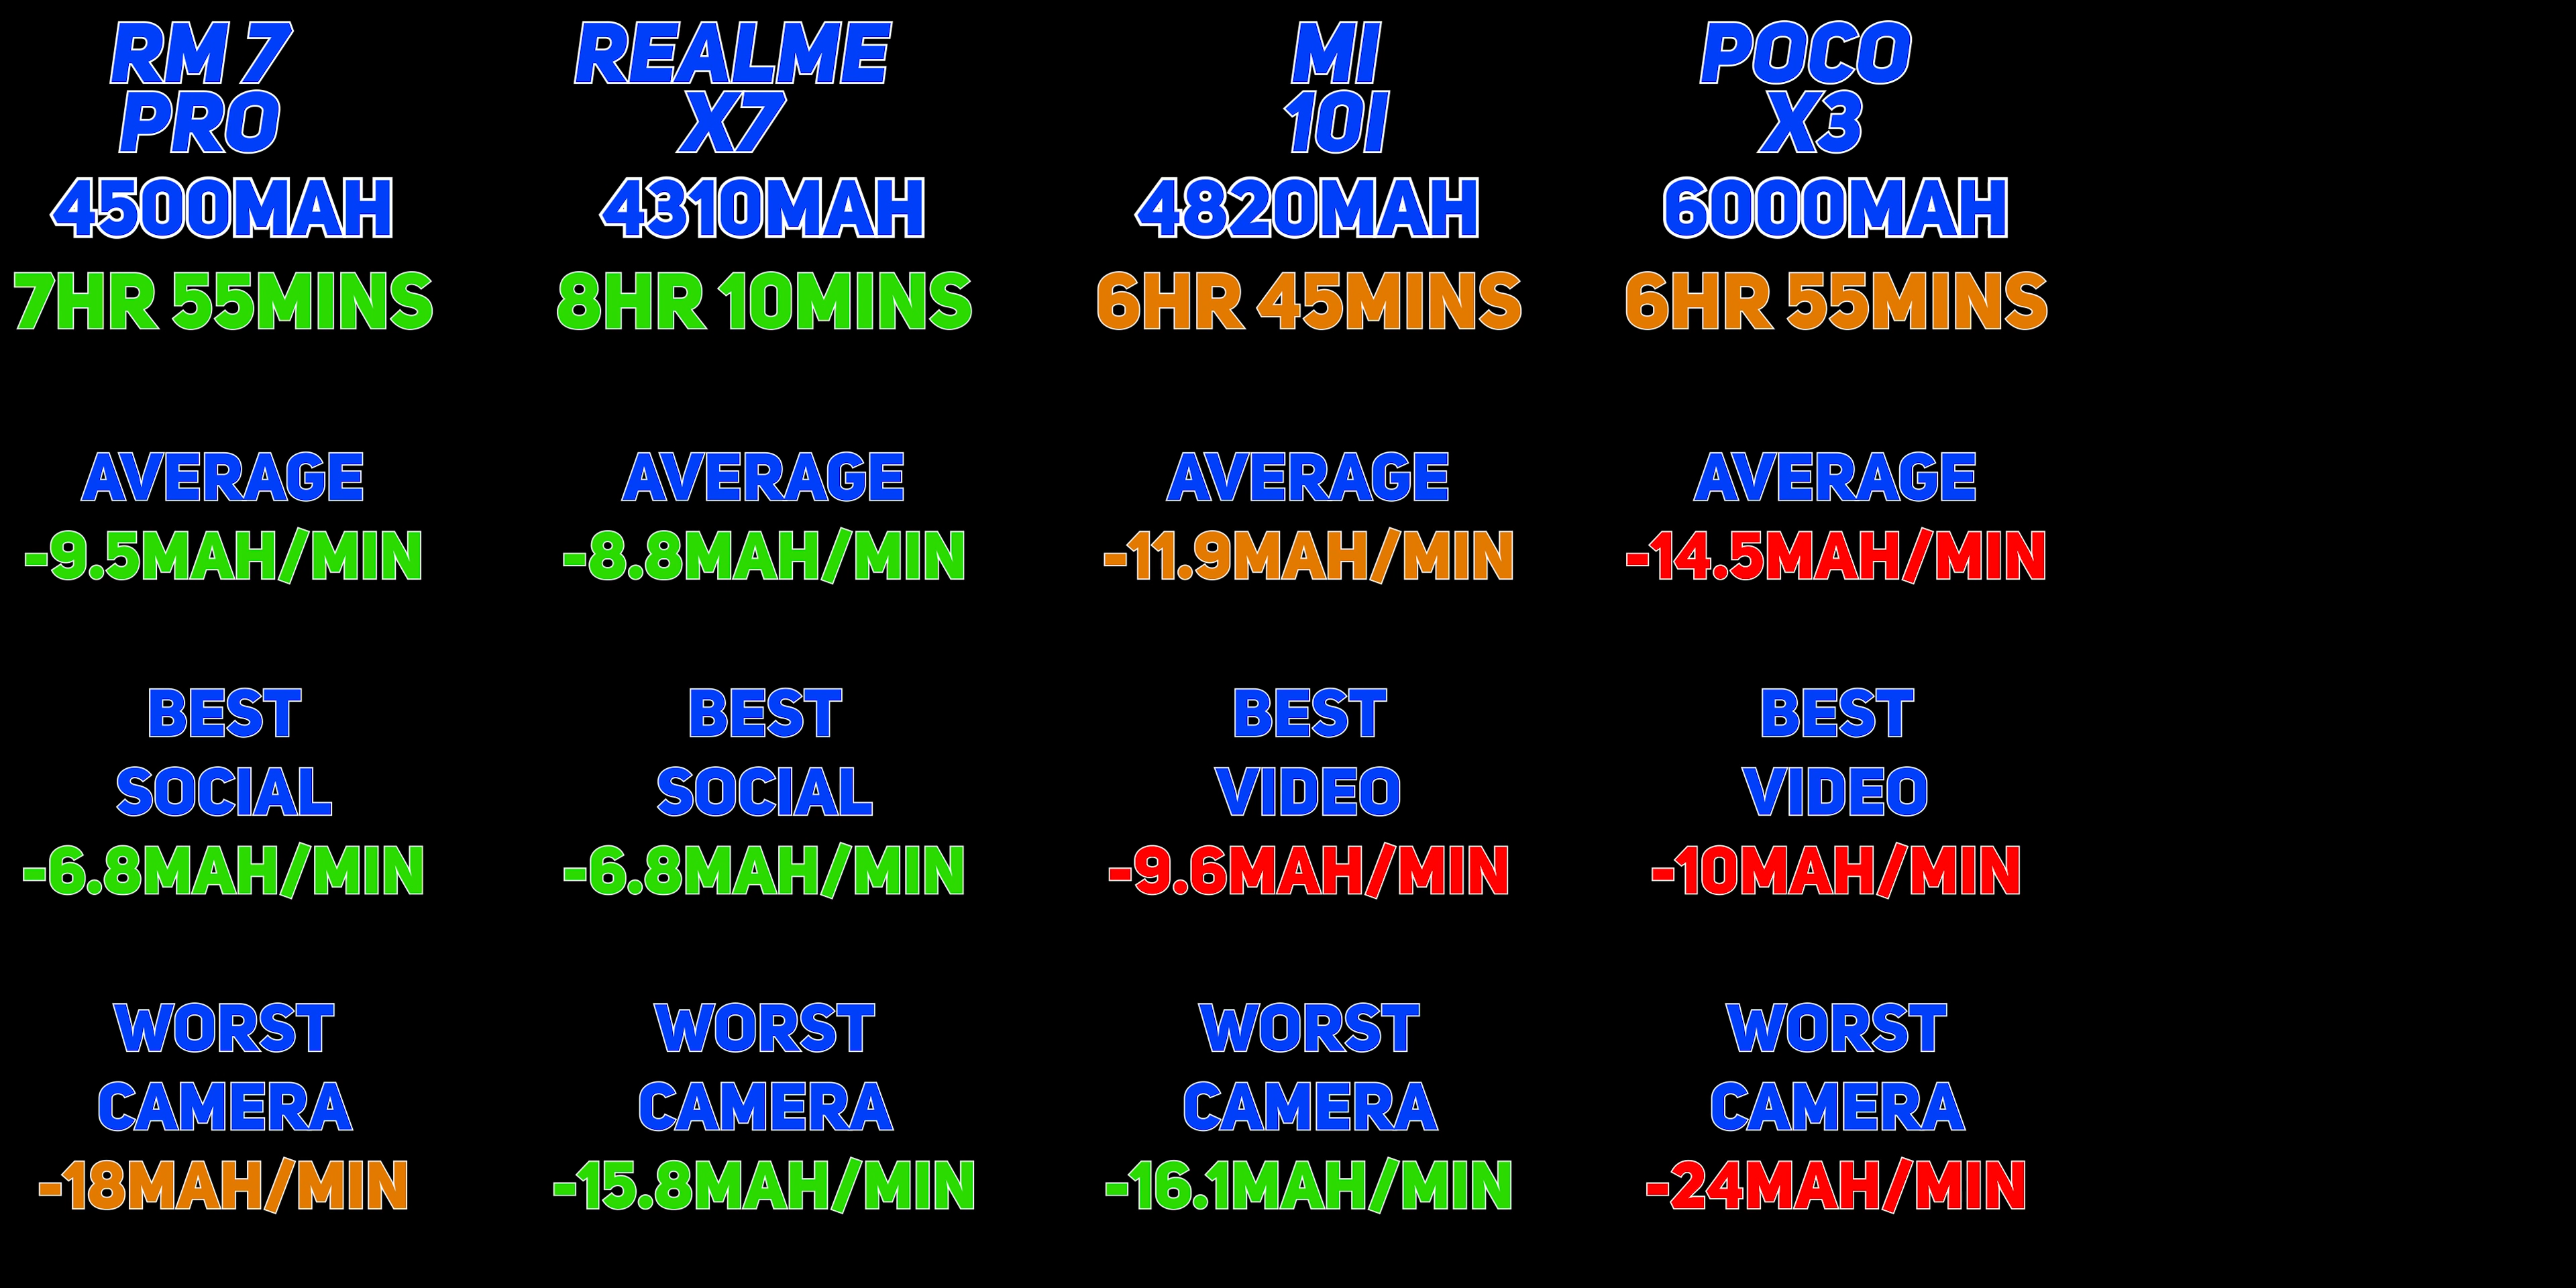 RM 7
PRO
4500MAH
7HR 55MINS
AVERAGE
-9.5MAH/MIN
BEST
SOCIAL
-6.8MAH/MIN
WORST
CAMERA
-18MAH/MIN
REALME
X7
4310MAH
8HR 10MINS
AVERAGE
-8.8MAH/MIN
BEST
SOCIAL
-6.8MAH/MIN
WORST
CAMERA
-15.8MAH/MIN
MI
10I
4820MAH
6HR 45MINS
AVERAGE
-11.9MAH/MIN
BEST
VIDEO
-9.6MAH/MIN
WORST
CAMERA
-16.1MAH/MIN
POCO
X3
6000MAH
6HR 55MINS
AVERAGE
-14.5MAH/MIN
BEST
VIDEO
-10MAH/MIN
WORST
CAMERA
-24MAH/MIN